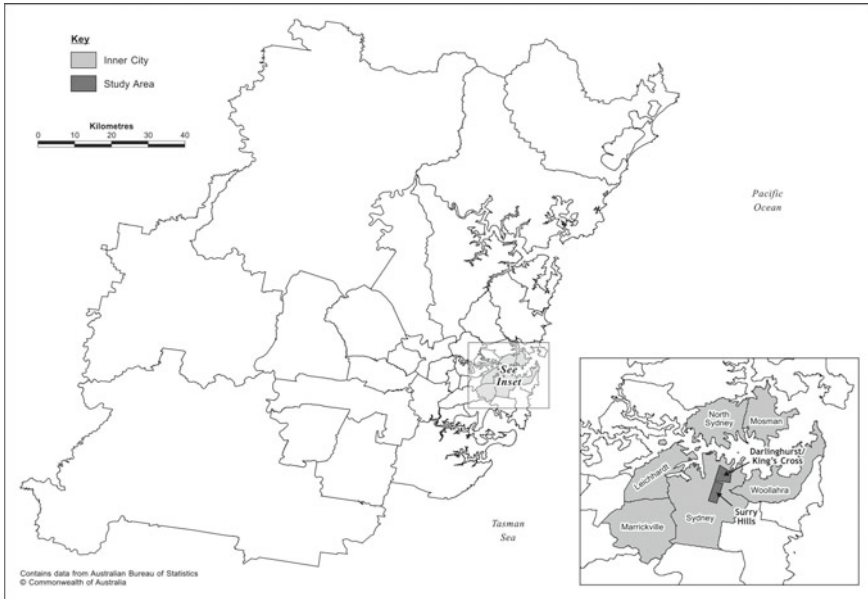 Key
Inner City
Study Area
Kilometres
0 10 20 30 40
Pacific
Ocean
See
Inset
North
Sydney
Mosman
Darlinghurst/
King's Cross
Leichhardt
Woollahra
Surry
Hills
Sydney
Marrickville
Tasman
Sea
Contains data from Australian Bureau of Statistics
© Commonwealth of Australia